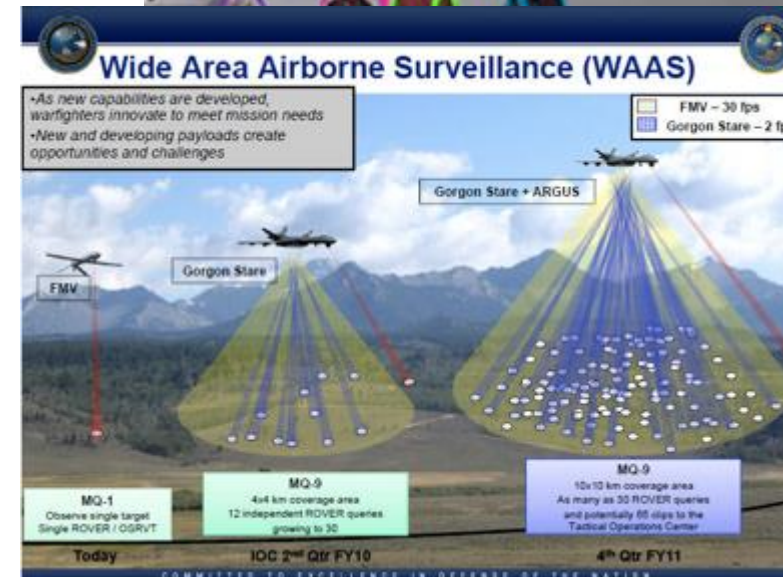 Wide Area Airborne Surveillance (WAAS)
•As new capabilities are developed,
warfighters innovate to meet mission needs
•New and developing payloads create
opportunities and challenges
FMV – 30 fps
Gorgon Stare – 2 fp
Gorgon Stare + ARGUS
Gorgon Stare
FMV
MQ-1
Observe single target
Single ROVER / OSRVT
Today
MQ-9
4x4 km coverage area
12 independent ROVER queries
growing to 30
IOC 2nd Qtr FY10
MQ-9
10x10 km coverage area
As many as 30 ROVER queries
and potentially 65 clips to the
Tactical Operations Center
4th Qtr FY11
COMMITTED TO EXCELLENCE IN DEFENSE OF THE NATION